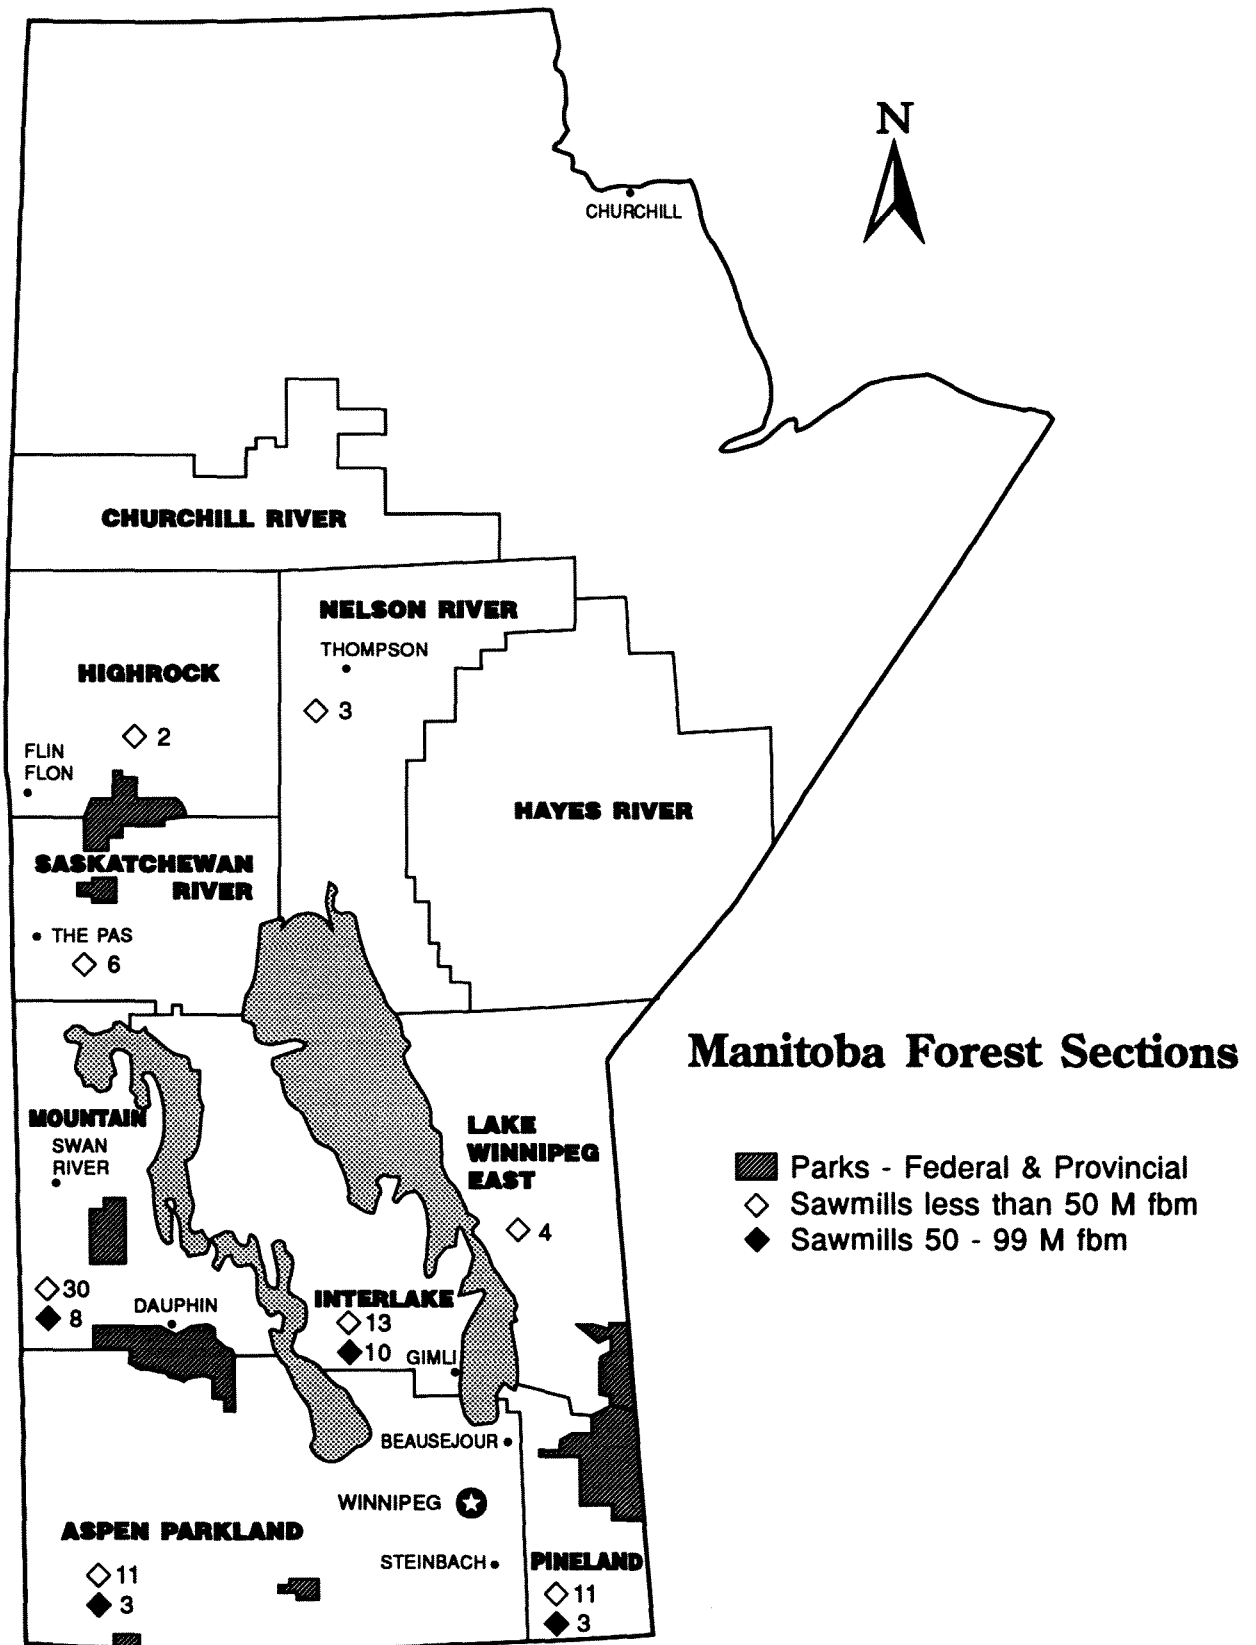 N
CHURCHILL
CHURCHILL RIVER
NELSON RIVER
THOMPSON
3
HIGHROCK
2
FLIN
FLON
HAYES RIVER
SASKATCHEWAN
RIVER
THE PAS
6
Manitoba Forest Sections
Parks - Federal & Provincial
Sawmills less than 50 M fbm
Sawmills 50 - 99 M fbm
MOUNTAIN
SWAN
RIVER
30
8
DAUPHIN
LAKE
WINNIPEG
EAST
4
INTERLAKE
13
10
GIMLI
BEAUSEJOUR
WINNIPEG
ASPEN PARKLAND
11
3
STEINBACH
PINELAND
11
3